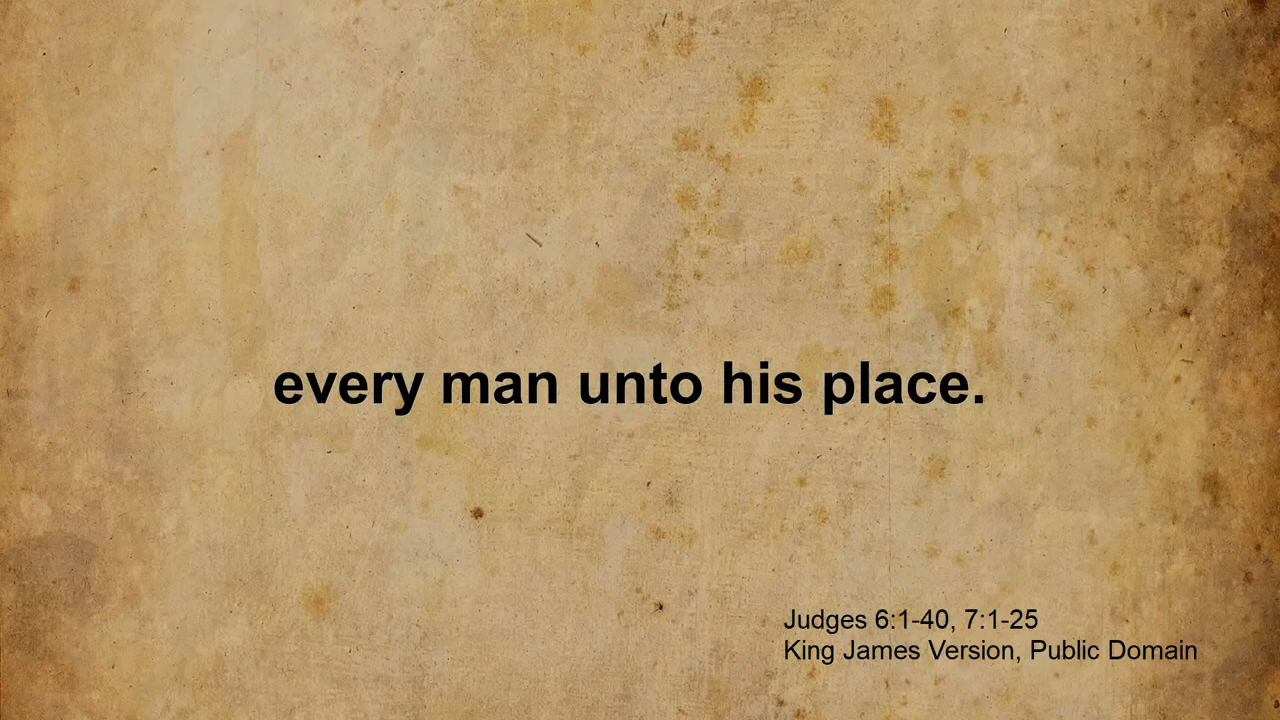 every man unto his place.
Judges 6:1-40, 7:1-25
King James Version, Public Domain